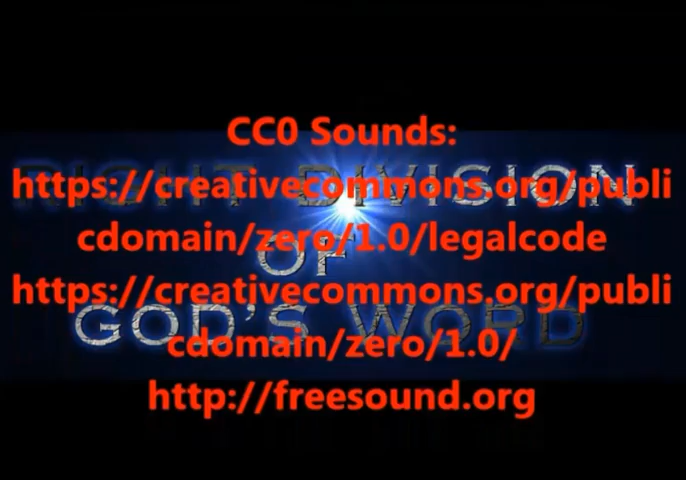 CC0 Sounds:
RIGHT DIVISION
https://creativecommons.org/publi
cdomain/zero/1.0/legalcode
OF
https://creativecommons.org/publi
GOD'S WORD
cdomain/zero/1.0/
http://freesound.org